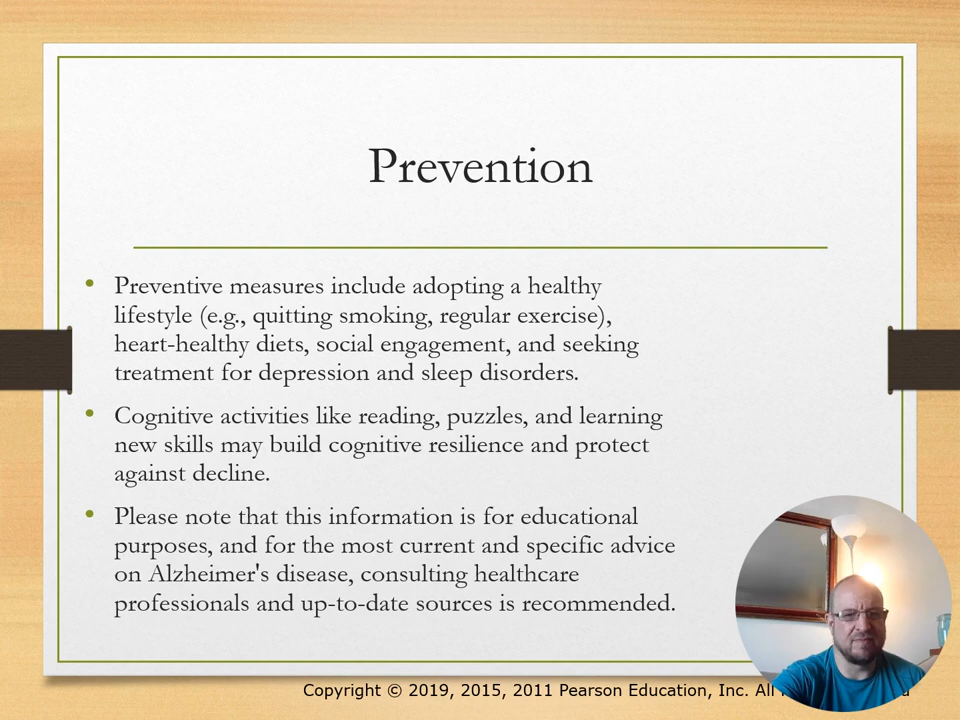 Prevention
• Preventive measures include adopting a healthy
lifestyle (e.g., quitting smoking, regular exercise),
heart-healthy diets, social engagement, and seeking
treatment for depression and sleep disorders.
• Cognitive activities like reading, puzzles, and learning
new skills may build cognitive resilience and protect
against decline.
• Please note that this information is for educational
purposes, and for the most current and specific advice
on Alzheimer's disease, consulting healthcare
professionals and up-to-date sources is recommended.
Copyright © 2019, 2015, 2011 Pearson Education, Inc. All